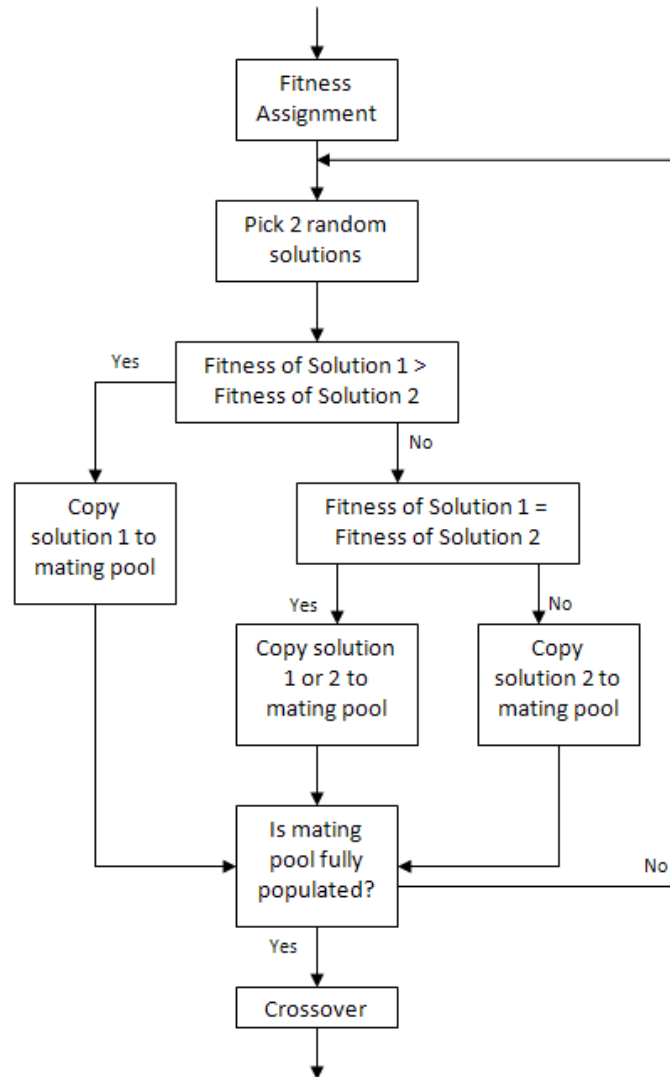 Fitness
Assignment
Pick 2 random
solutions
Yes
Fitness of Solution 1 >
Fitness of Solution 2
No
Copy
solution 1 to
mating pool
Fitness of Solution 1 =
Fitness of Solution 2
Yes
No
Copy solution
1 or 2 to
mating pool
Copy
solution 2 to
mating pool
Is mating
pool fully
populated?
No
Yes
Crossover